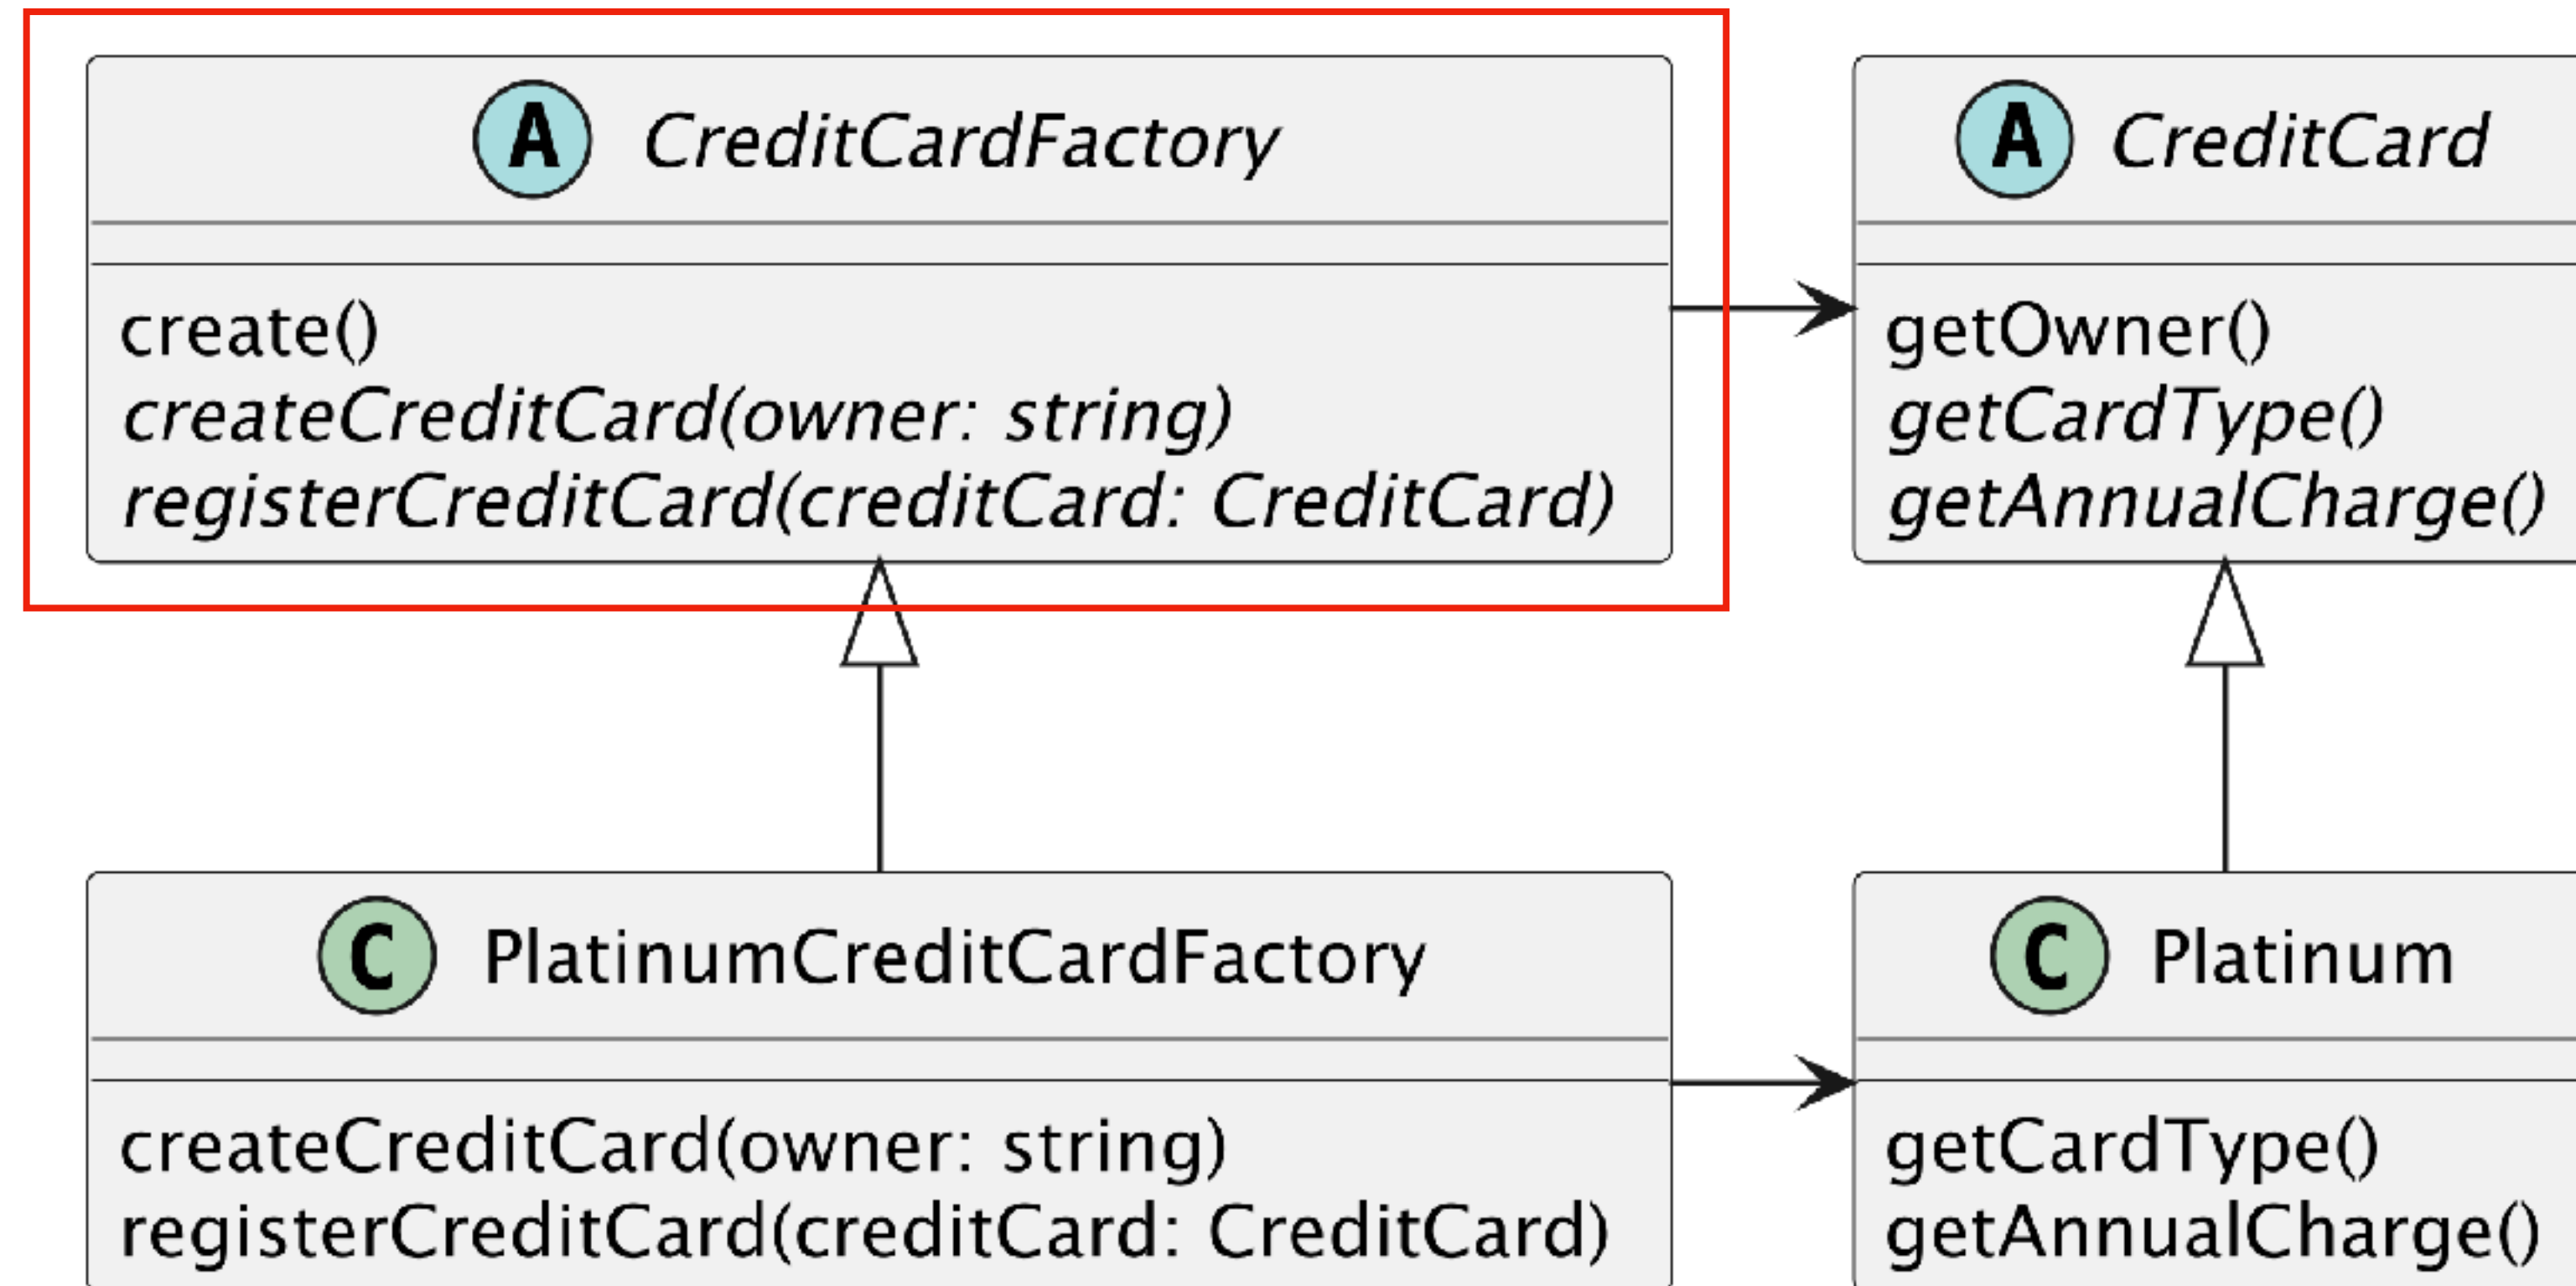 A CreditCardFactory
create()
createCreditCard(owner: string)
registerCreditCard(creditCard: CreditCard)
A CreditCard
getOwner()
getCardType()
getAnnualCharge()
C PlatinumCreditCardFactory
createCreditCard(owner: string)
registerCreditCard(creditCard: CreditCard)
C Platinum
getCardType()
getAnnualCharge()